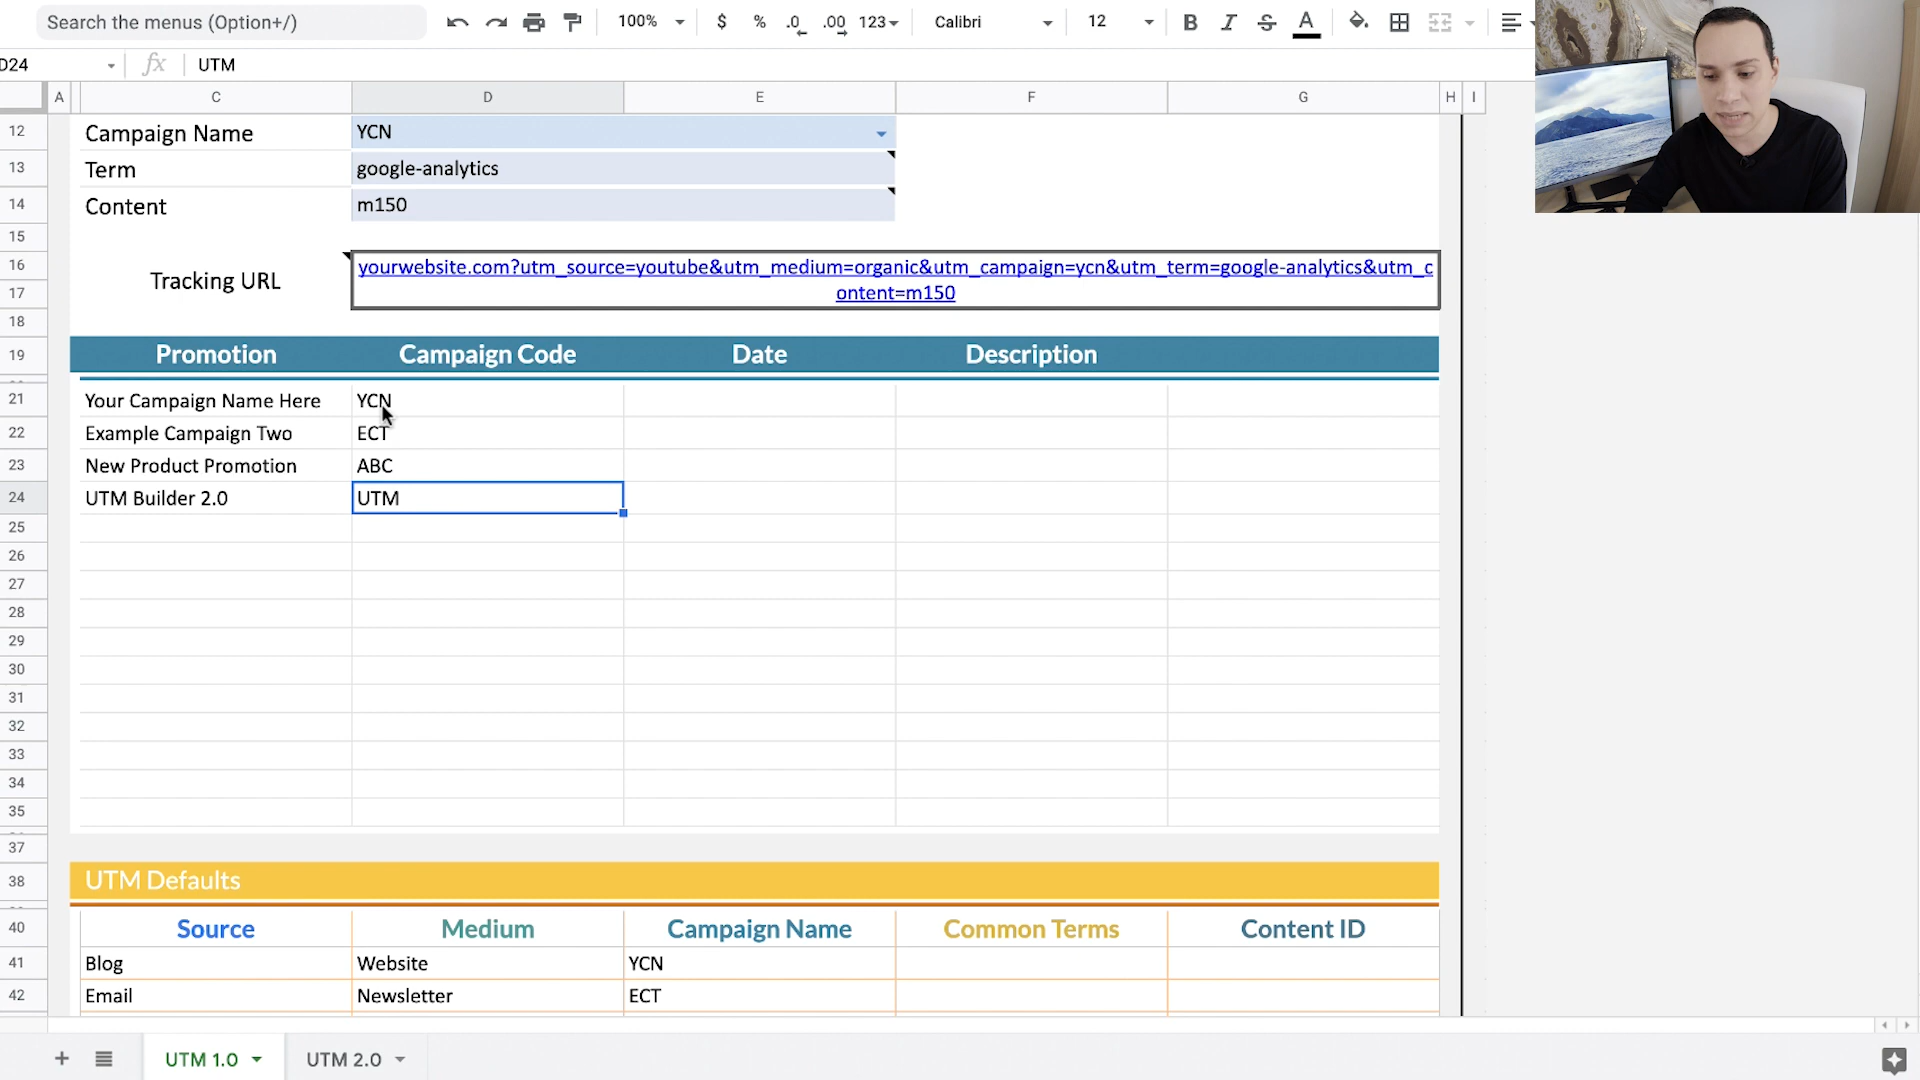 Search the menus (Option+/)
100%
$
%
.0
.00
123
Calibri
12
B
I
S
A
D24
fx
UTM
A
C
D
E
F
G
H
I
12
Campaign Name
YCN
13
Term
google-analytics
14
Content
m150
15
16
Tracking URL
yourwebsite.com?utm_source=youtube&utm_medium=organic&utm_campaign=ycn&utm_term=google-analytics&utm_c
17
ontent=m150
18
19
Promotion
Campaign Code
Date
Description
21
Your Campaign Name Here
YCN
22
Example Campaign Two
ECT
23
New Product Promotion
ABC
24
UTM Builder 2.0
UTM
25
26
27
28
29
30
31
32
33
34
35
37
38
UTM Defaults
40
Source
Medium
Campaign Name
Common Terms
Content ID
41
Blog
Website
YCN
42
Email
Newsletter
ECT
UTM 1.0
UTM 2.0